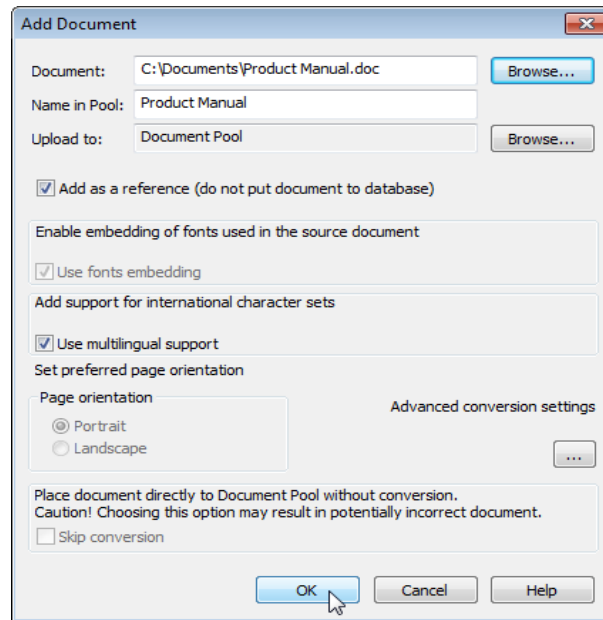 Add Document
Document: C:\Documents\Product Manual.doc Browse...
Name in Pool: Product Manual
Upload to: Document Pool Browse...
Add as a reference (do not put document to database)
Enable embedding of fonts used in the source document
Use fonts embedding
Add support for international character sets
Use multilingual support
Set preferred page orientation
Page orientation
Advanced conversion settings
Portrait
Landscape
...
Place document directly to Document Pool without conversion.
Caution! Choosing this option may result in potentially incorrect document.
Skip conversion
OK Cancel Help